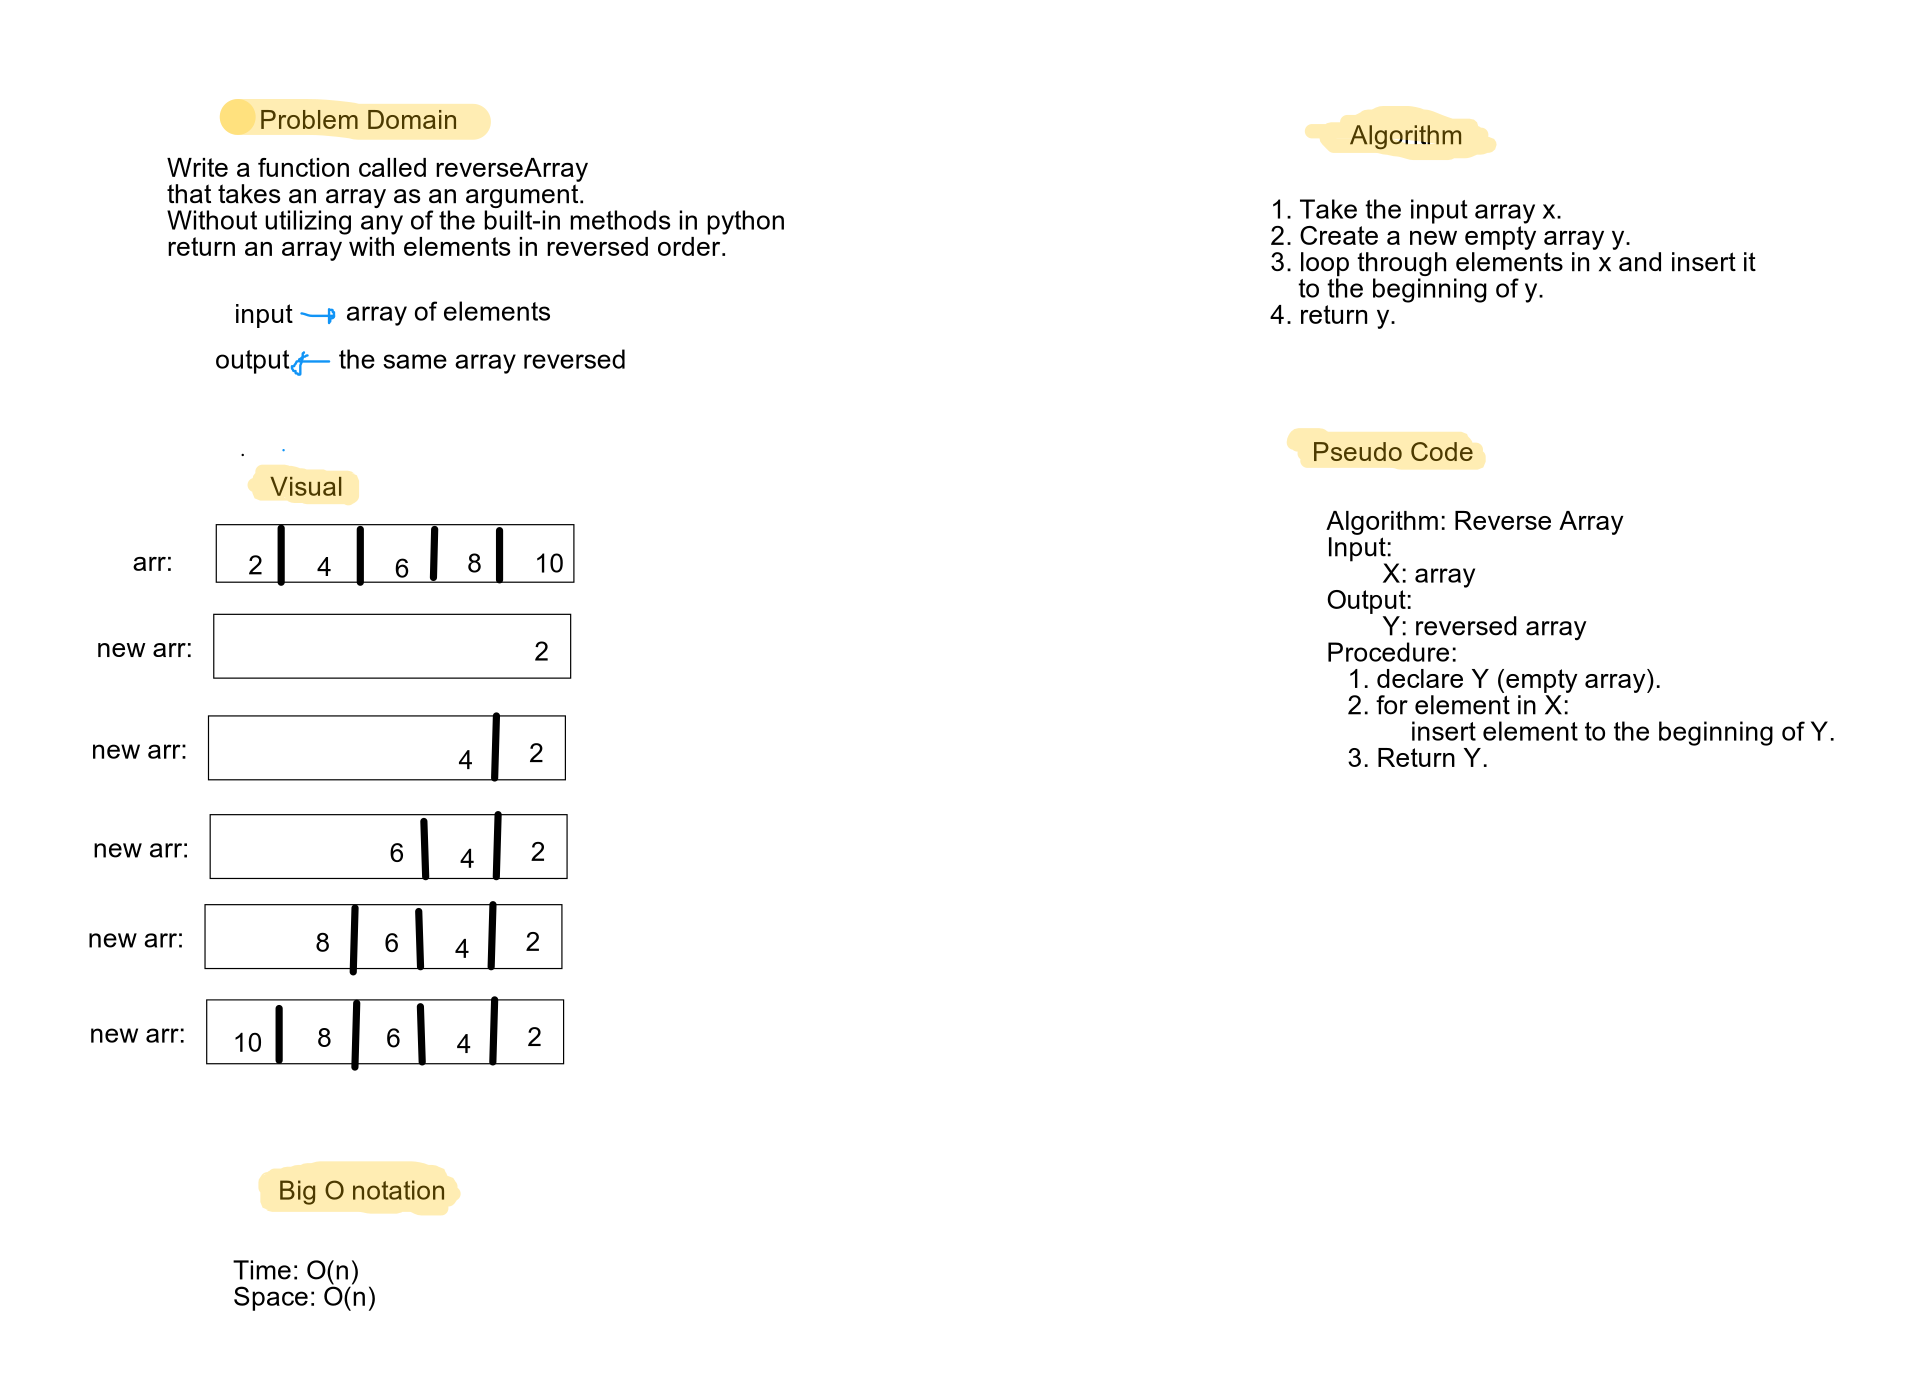 Problem Domain
Write a function called reverseArray
that takes an array as an argument.
Without utilizing any of the built-in methods in python
return an array with elements in reversed order.
input array of elements
output the same array reversed
Visual
arr: 2 4 6 8 10
new arr: 2
new arr: 4 2
new arr: 6 4 2
new arr: 8 6 4 2
new arr: 10 8 6 4 2
Big O notation
Time: O(n)
Space: O(n)
Algorithm
1. Take the input array x.
2. Create a new empty array y.
3. loop through elements in x and insert it
to the beginning of y.
4. return y.
Pseudo Code
Algorithm: Reverse Array
Input:
X: array
Output:
Y: reversed array
Procedure:
1. declare Y (empty array).
2. for element in X:
insert element to the beginning of Y.
3. Return Y.